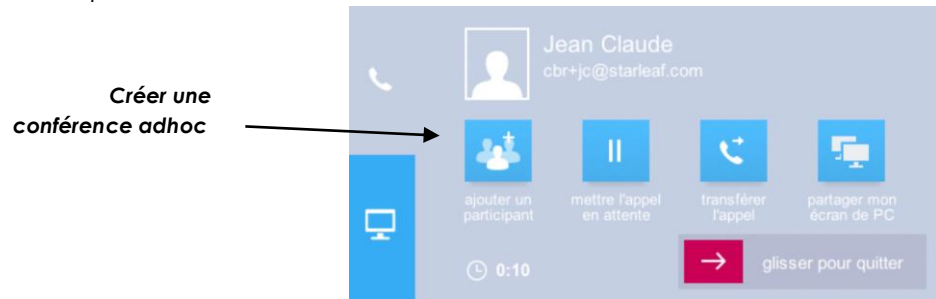 Jean Claude
cbr+jc@starleaf.com
Créer une
conférence adhoc
ajouter un
participant
mettre l'appel
en attente
transférer
l'appel
partager mon
écran de PC
0:10
glisser pour quitter